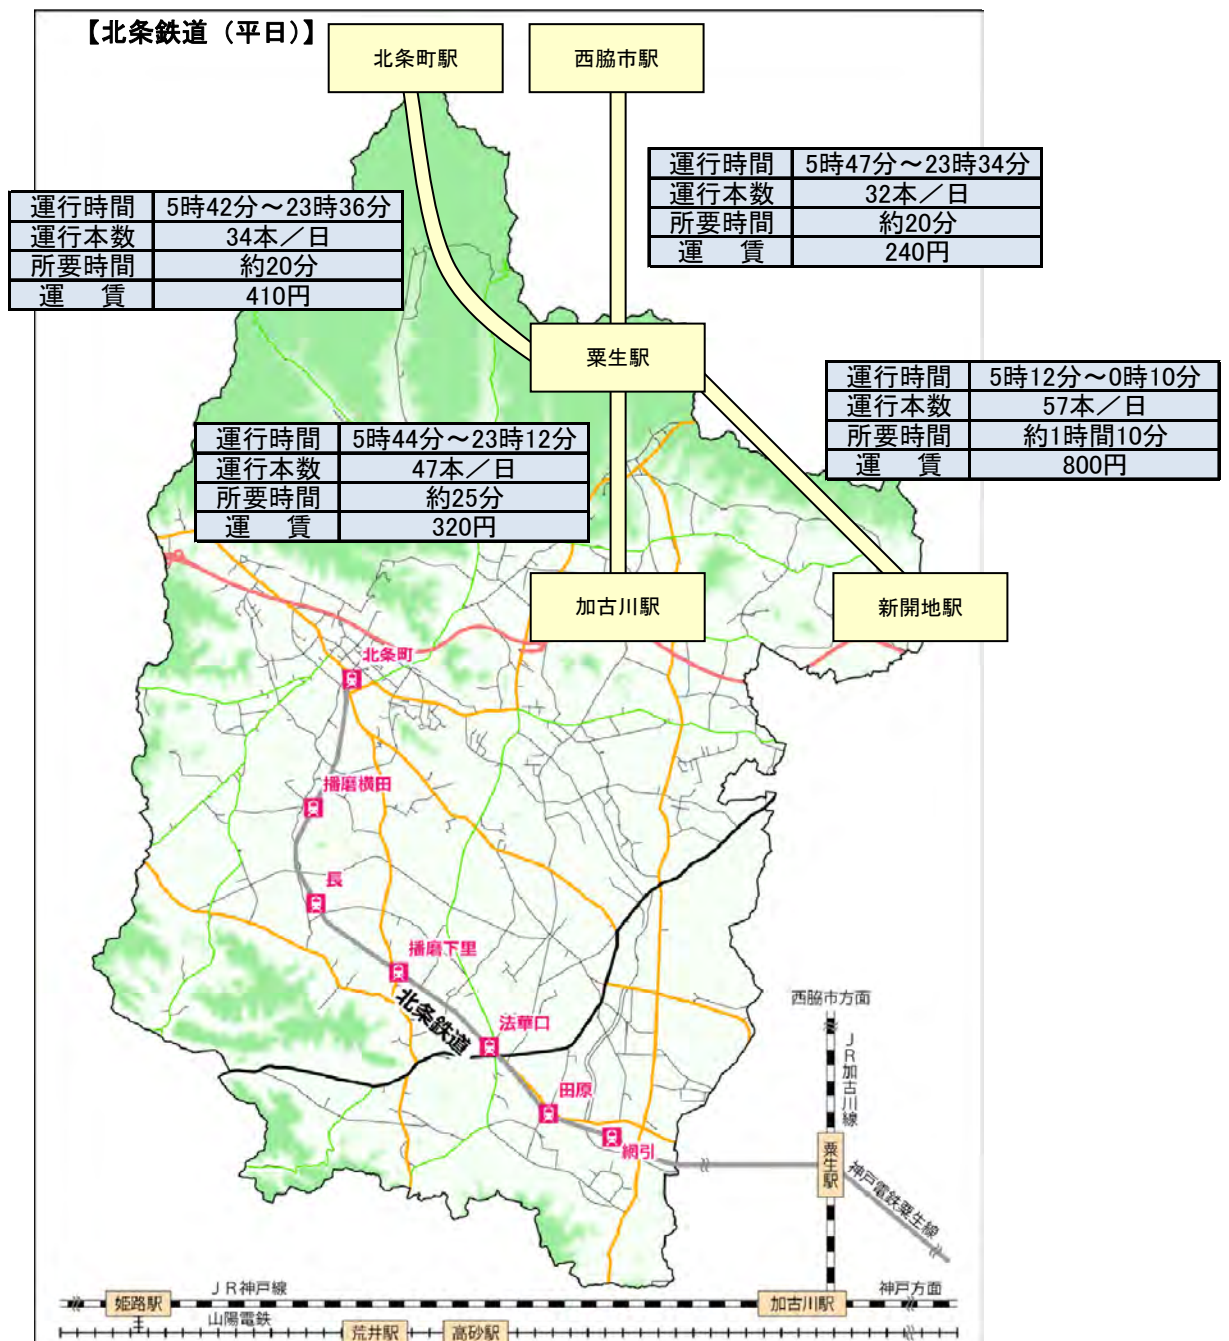 【北条鉄道（平日）】
北条町駅
西脇市駅
運行時間 5時47分～23時34分
運行本数 32本／日
所要時間 約20分
運　賃 240円
運行時間 5時42分～23時36分
運行本数 34本／日
所要時間 約20分
運　賃 410円
粟生駅
運行時間 5時12分～0時10分
運行本数 57本／日
所要時間 約1時間10分
運　賃 800円
運行時間 5時44分～23時12分
運行本数 47本／日
所要時間 約25分
運　賃 320円
加古川駅
新開地駅
北条町
播磨横田
長
播磨下里
北条鉄道
法華口
田原
網引
西脇市方面
JR加古川線
粟生駅
神戸電鉄粟生線
JR神戸線
姫路駅
加古川駅
神戸方面
山陽電鉄
荒井駅
高砂駅